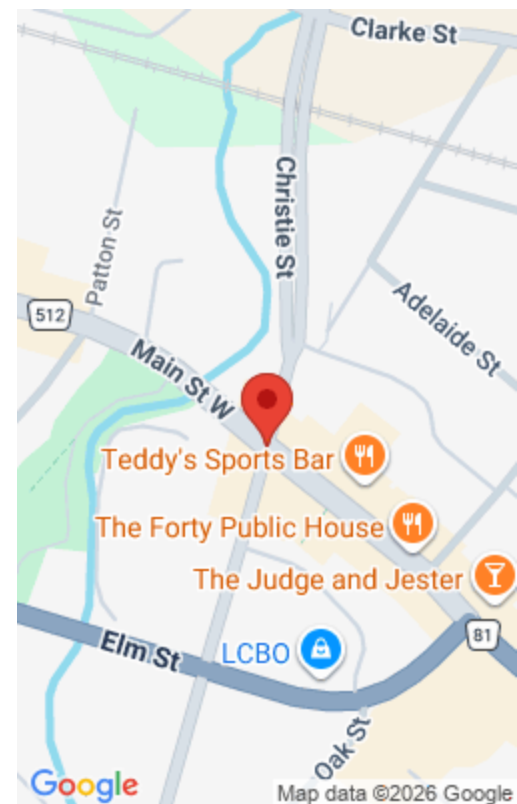 Clarke St
Christie St
Patton St
512
Adelaide St
Main St W
Teddy's Sports Bar
The Forty Public House
The Judge and Jester
81
Elm St
LCBO
Oak St
Google
Map data ©2026 Google